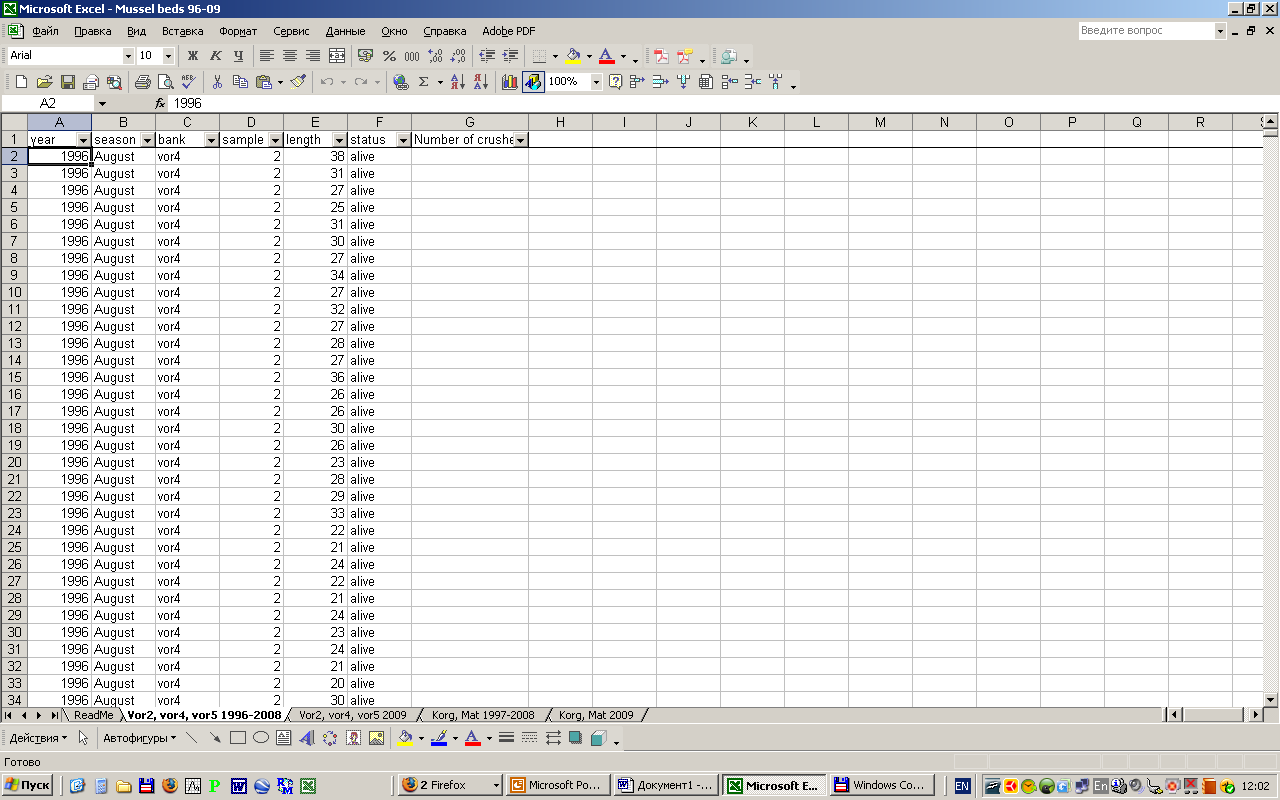 Microsoft Excel - Mussel beds 96-09
Файл Правка Вид Вставка Формат Сервис Данные Окно Справка Adobe PDF Введите вопрос
Arial 10 Ж К Ч % 000
100%
A2 fx 1996
A B C D E F G H I J K L M N O P Q R S
1 year season bank sample length status Number of crushe
2 1996 August vor4 2 38 alive
3 1996 August vor4 2 31 alive
4 1996 August vor4 2 27 alive
5 1996 August vor4 2 25 alive
6 1996 August vor4 2 31 alive
7 1996 August vor4 2 30 alive
8 1996 August vor4 2 27 alive
9 1996 August vor4 2 34 alive
10 1996 August vor4 2 27 alive
11 1996 August vor4 2 32 alive
12 1996 August vor4 2 27 alive
13 1996 August vor4 2 28 alive
14 1996 August vor4 2 27 alive
15 1996 August vor4 2 36 alive
16 1996 August vor4 2 26 alive
17 1996 August vor4 2 26 alive
18 1996 August vor4 2 30 alive
19 1996 August vor4 2 26 alive
20 1996 August vor4 2 23 alive
21 1996 August vor4 2 28 alive
22 1996 August vor4 2 29 alive
23 1996 August vor4 2 33 alive
24 1996 August vor4 2 22 alive
25 1996 August vor4 2 21 alive
26 1996 August vor4 2 24 alive
27 1996 August vor4 2 22 alive
28 1996 August vor4 2 21 alive
29 1996 August vor4 2 24 alive
30 1996 August vor4 2 23 alive
31 1996 August vor4 2 24 alive
32 1996 August vor4 2 21 alive
33 1996 August vor4 2 20 alive
34 1996 August vor4 2 30 alive
ReadMe Vor2, vor4, vor5 1996-2008 Vor2, vor4, vor5 2009 Korg, Mat 1997-2008 Korg, Mat 2009
Действия Автофигуры
Готово
Пуск 2 Firefox Microsoft Po... Документ1 -... Microsoft E... Windows Co... EN En 12:02